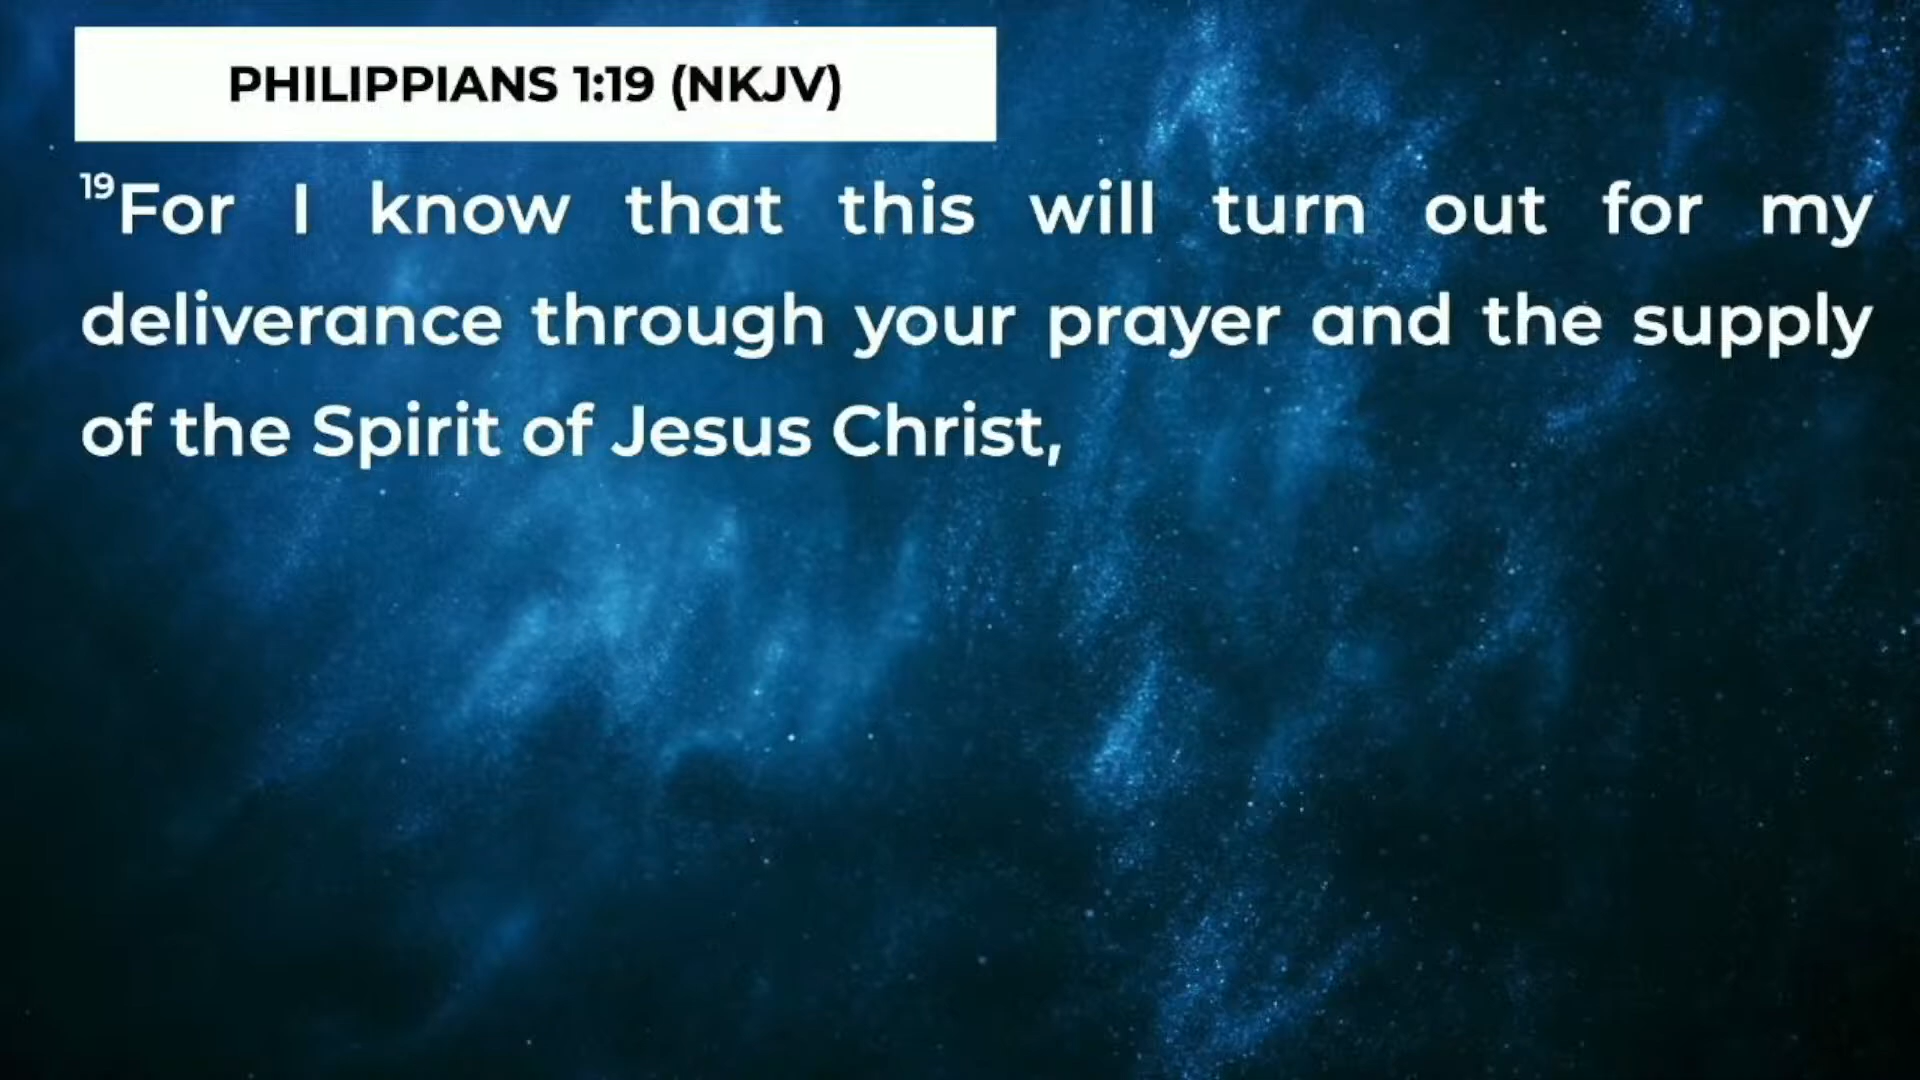 PHILIPPIANS 1:19 (NKJV)
19For I know that this will turn out for my
deliverance through your prayer and the supply
of the Spirit of Jesus Christ,